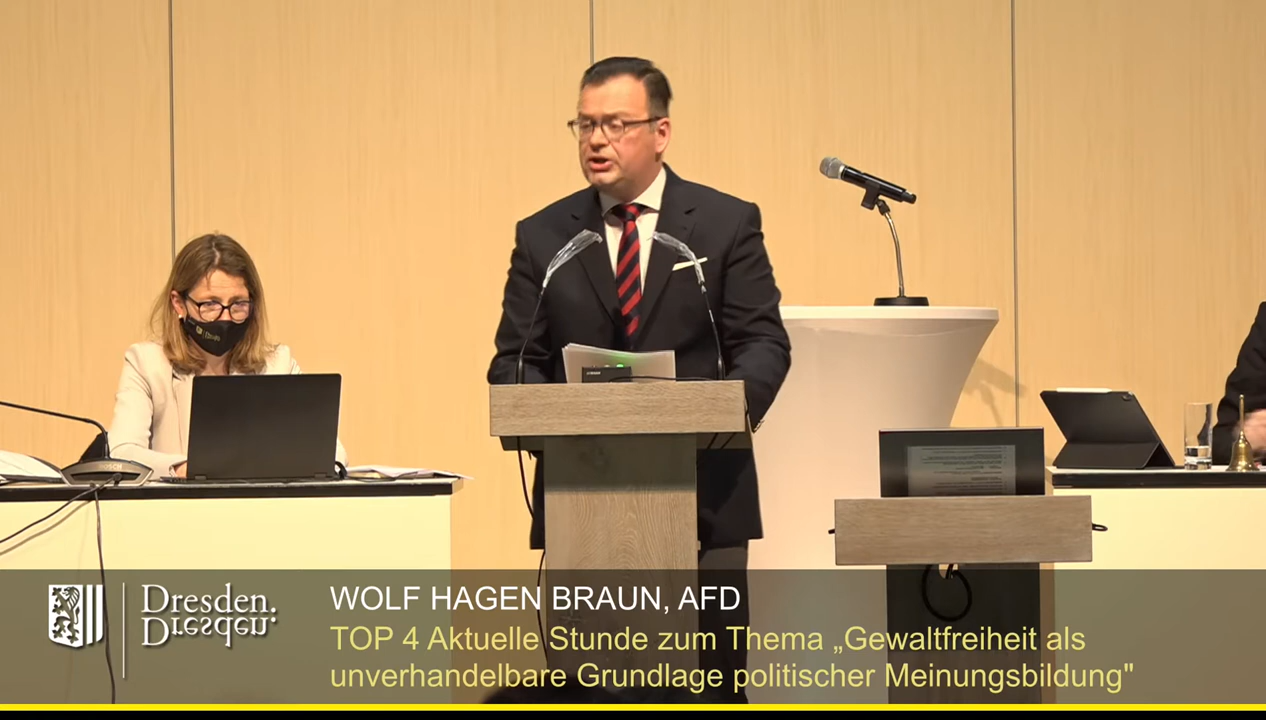 Dresden.
Dresden.
WOLF HAGEN BRAUN, AFD
TOP 4 Aktuelle Stunde zum Thema „Gewaltfreiheit als
unverhandelbare Grundlage politischer Meinungsbildung"